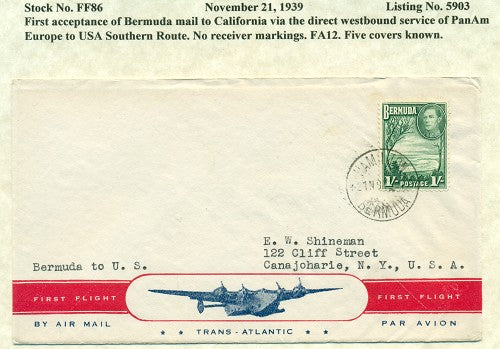 Stock No. FF86 November 21, 1939 Listing No. 5903
First acceptance of Bermuda mail to California via the direct westbound service of PanAm
Europe to USA Southern Route. No receiver markings. FA12. Five covers known.
BERMUDA
1/- POSTAGE 1/-
HAMILTON
BERMUDA
E. W. Shineman
122 Cliff Street
Canajoharie, N. Y., U. S. A.
Bermuda to U. S.
FIRST FLIGHT FIRST FLIGHT
BY AIR MAIL TRANS-ATLANTIC PAR AVION